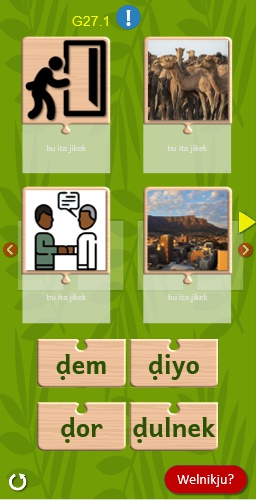 G27.1
!
bu ita jikek
bu ita jikek
bu ita jikek
bu ita jikek
ḍem
ḍiyo
ḍor
ḍulnek
Welnikju?